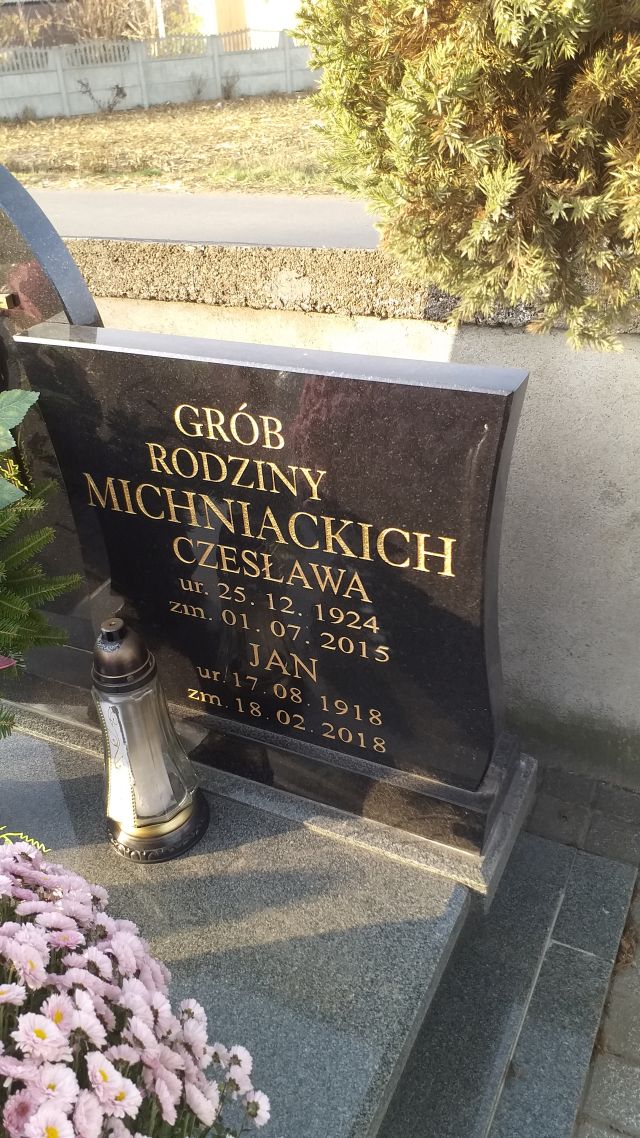 GRÓB
RODZINY
MICHNIACKICH
CZESŁAWA
ur. 25. 12. 1924
zm. 01. 07. 2015
JAN
ur. 17. 08. 1918
zm. 18. 02. 2018